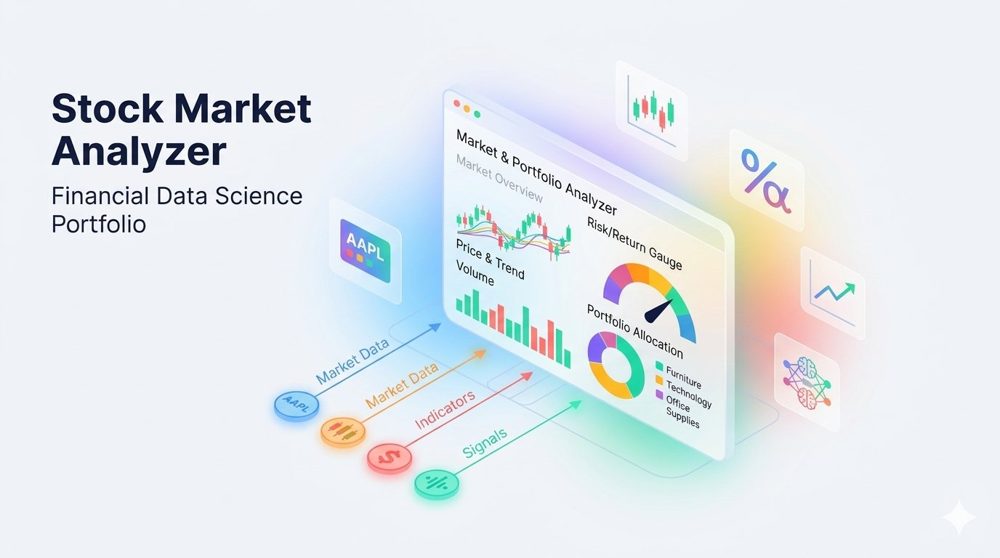 Stock Market
Analyzer
Financial Data Science
Portfolio
AAPL
Market & Portfolio Analyzer
Market Overview
Price & Trend
Volume
Risk/Return Gauge
Portfolio Allocation
Furniture
Technology
Office
Supplies
%α
Market Data
AAPL
Market Data
Indicators
$
Signals